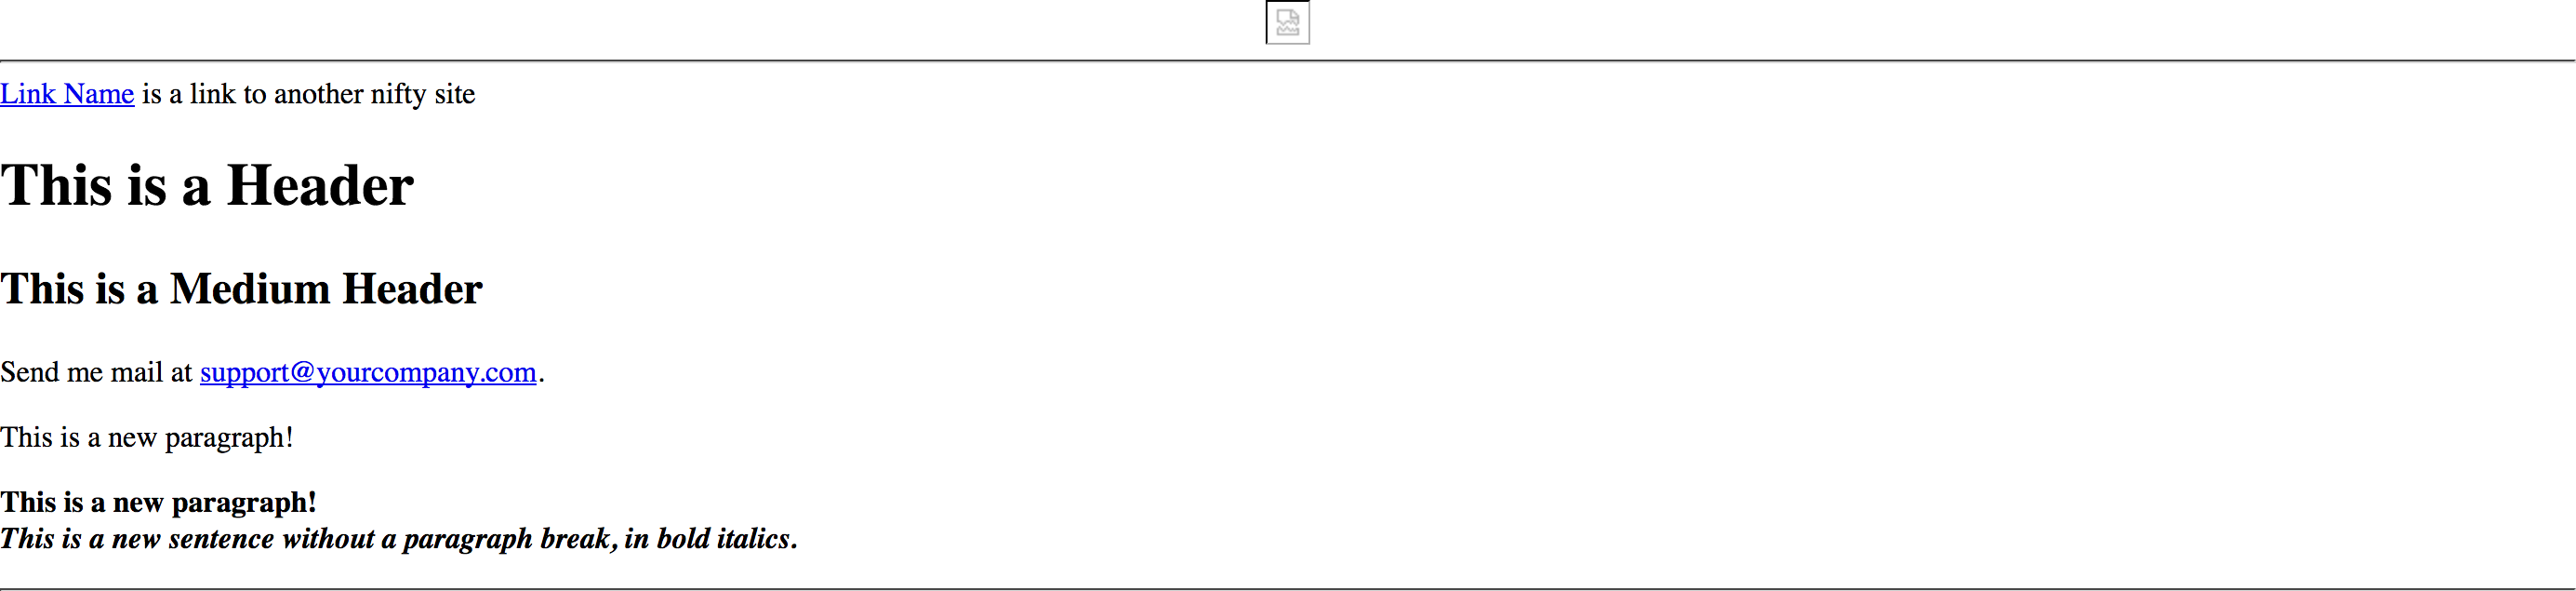 Link Name is a link to another nifty site
This is a Header
This is a Medium Header
Send me mail at support@yourcompany.com.
This is a new paragraph!
This is a new paragraph!
This is a new sentence without a paragraph break, in bold italics.